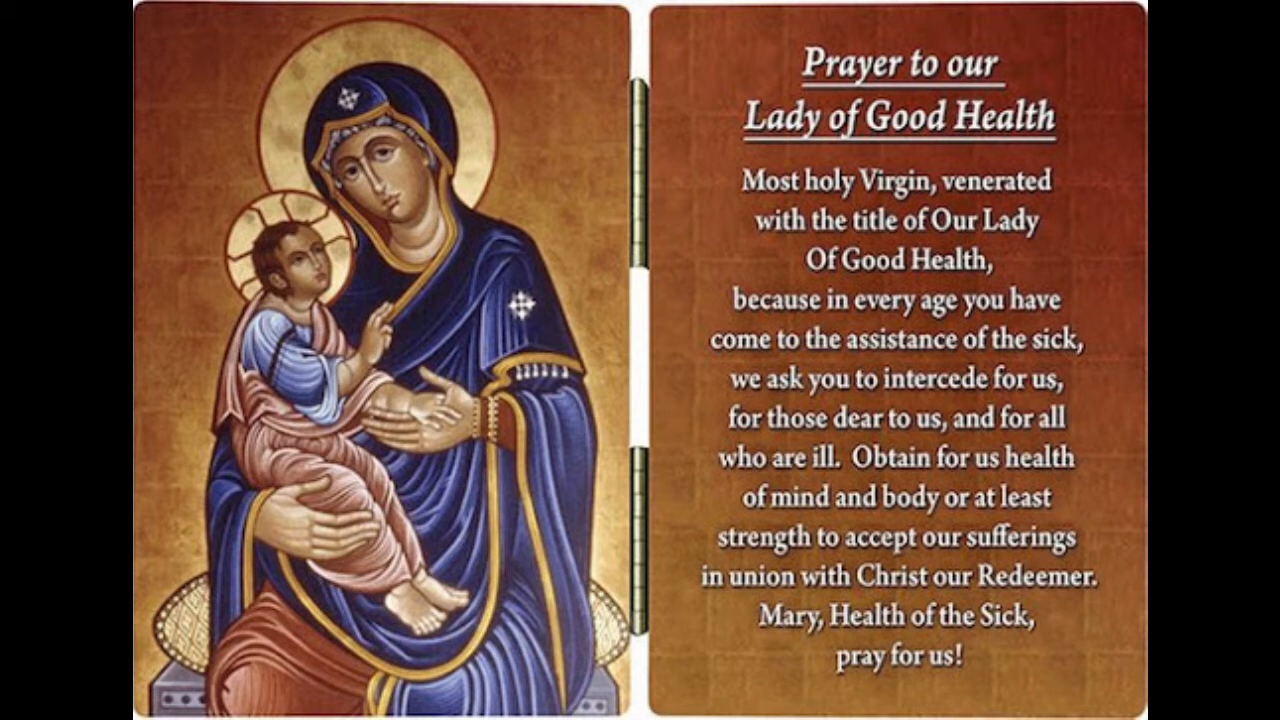 Prayer to our
Lady of Good Health
Most holy Virgin, venerated
with the title of Our Lady
Of Good Health,
because in every age you have
come to the assistance of the sick,
we ask you to intercede for us,
for those dear to us, and for all
who are ill.  Obtain for us health
of mind and body or at least
strength to accept our sufferings
in union with Christ our Redeemer.
Mary, Health of the Sick,
pray for us!